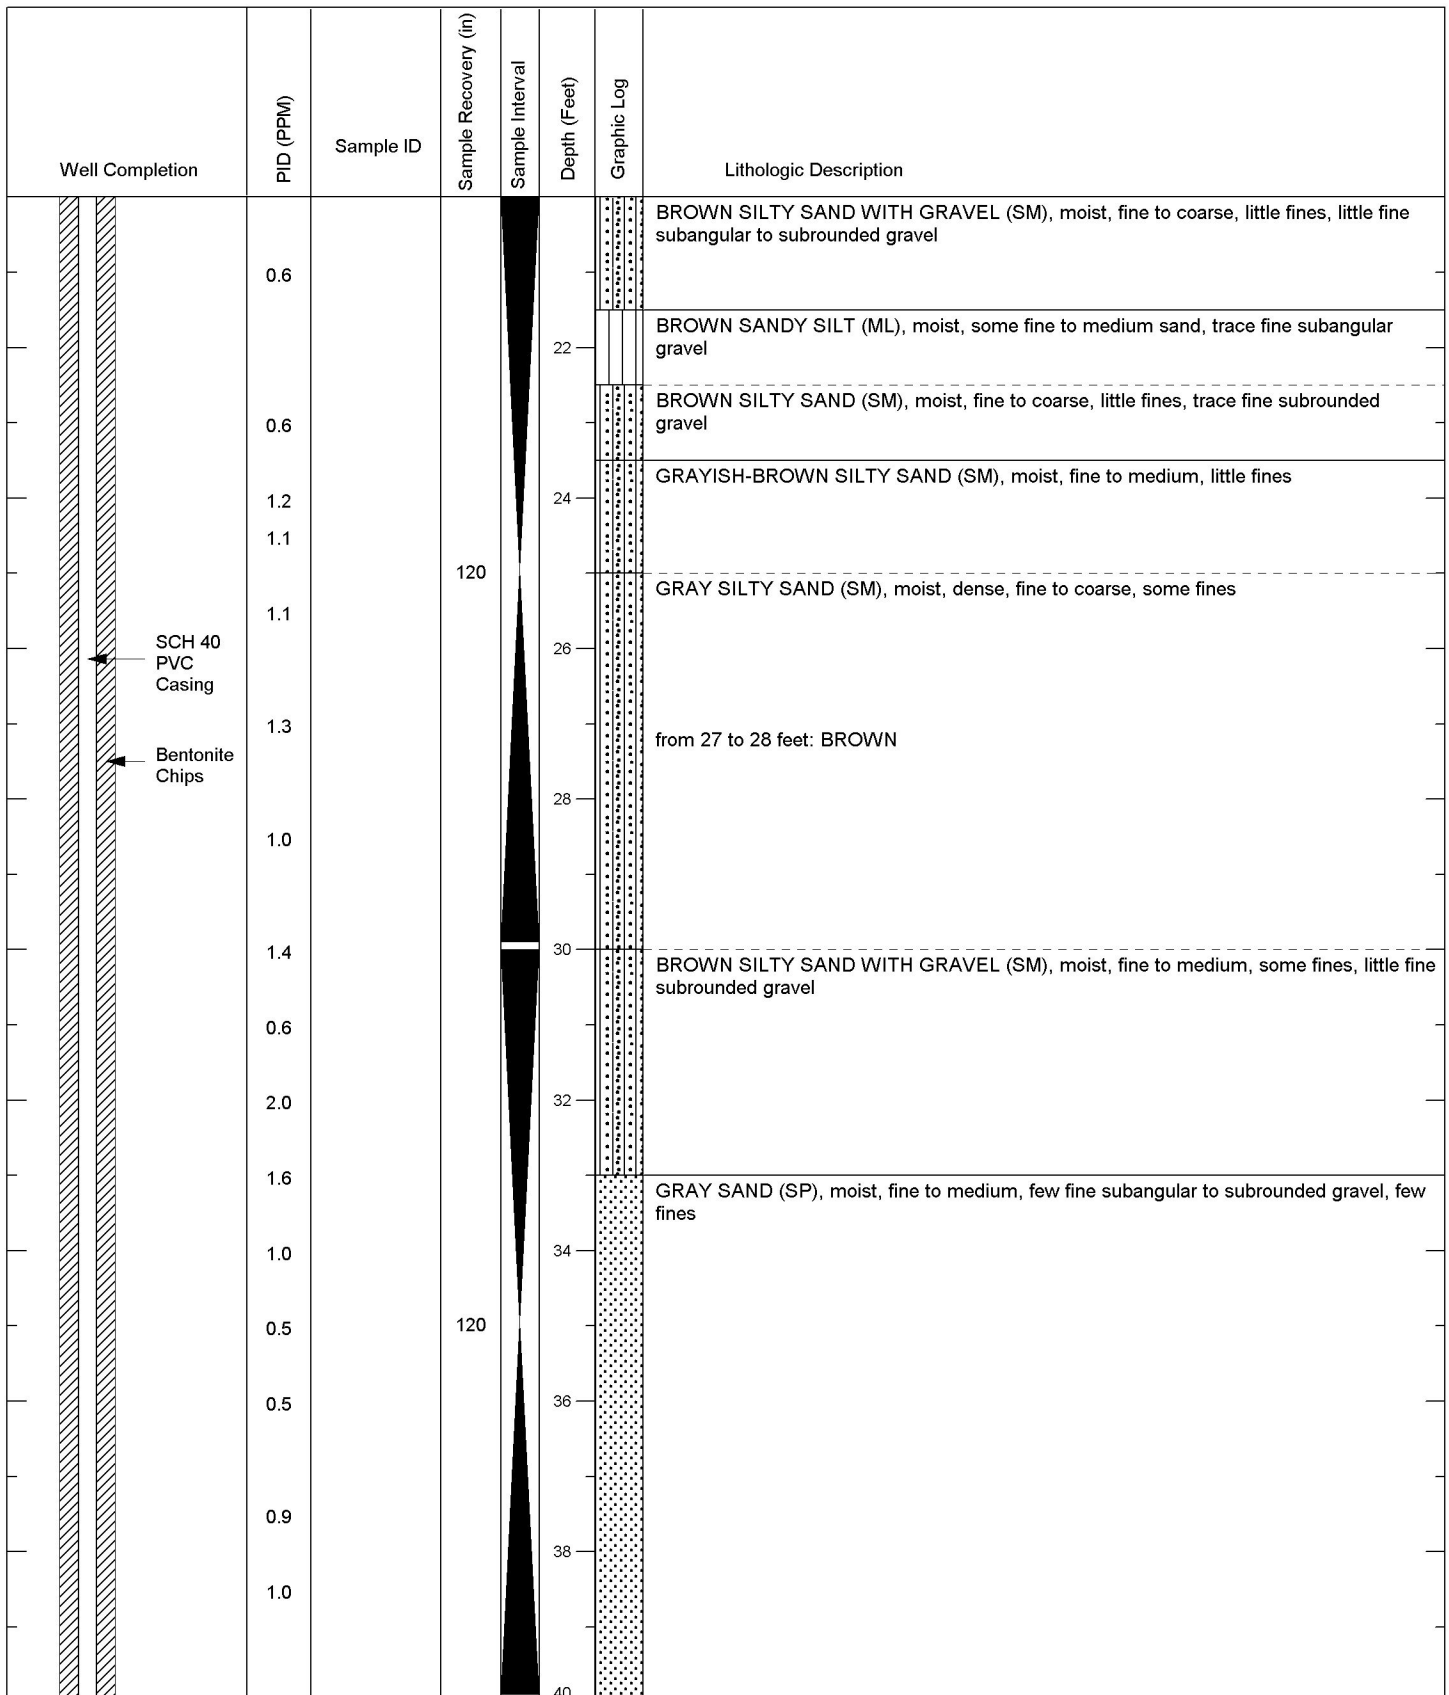 Well Completion
PID (PPM)
Sample ID
Sample Recovery (in)
Sample Interval
Depth (Feet)
Graphic Log
Lithologic Description
BROWN SILTY SAND WITH GRAVEL (SM), moist, fine to coarse, little fines, little fine
subangular to subrounded gravel
0.6
BROWN SANDY SILT (ML), moist, some fine to medium sand, trace fine subangular
gravel
22
BROWN SILTY SAND (SM), moist, fine to coarse, little fines, trace fine subrounded
gravel
0.6
GRAYISH-BROWN SILTY SAND (SM), moist, fine to medium, little fines
1.2
24
1.1
120
GRAY SILTY SAND (SM), moist, dense, fine to coarse, some fines
1.1
SCH 40
PVC
Casing
26
1.3
from 27 to 28 feet: BROWN
Bentonite
Chips
28
1.0
1.4
30
BROWN SILTY SAND WITH GRAVEL (SM), moist, fine to medium, some fines, little fine
subrounded gravel
0.6
2.0
32
1.6
GRAY SAND (SP), moist, fine to medium, few fine subangular to subrounded gravel, few
fines
1.0
34
0.5
120
0.5
36
0.9
38
1.0
40